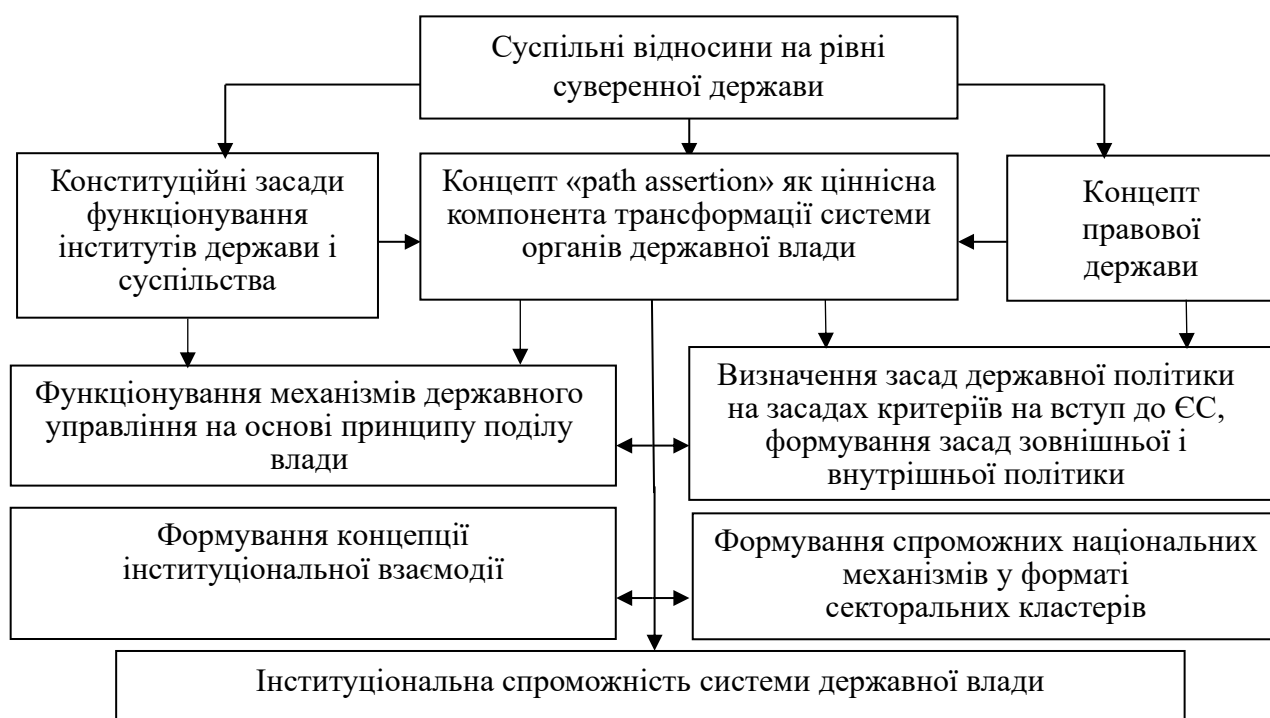 Суспільні відносини на рівні
суверенної держави
Конституційні засади
функціонування
інститутів держави і
суспільства
Концепт «path assertion» як ціннісна
компонента трансформації системи
органів державної влади
Концепт
правової
держави
Функціонування механізмів державного
управління на основі принципу поділу
влади
Визначення засад державної політики
на засадах критеріїв на вступ до ЄС,
формування засад зовнішньої і
внутрішньої політики
Формування концепції
інституціональної взаємодії
Формування спроможних національних
механізмів у форматі
секторальних кластерів
Інституціональна спроможність системи державної влади